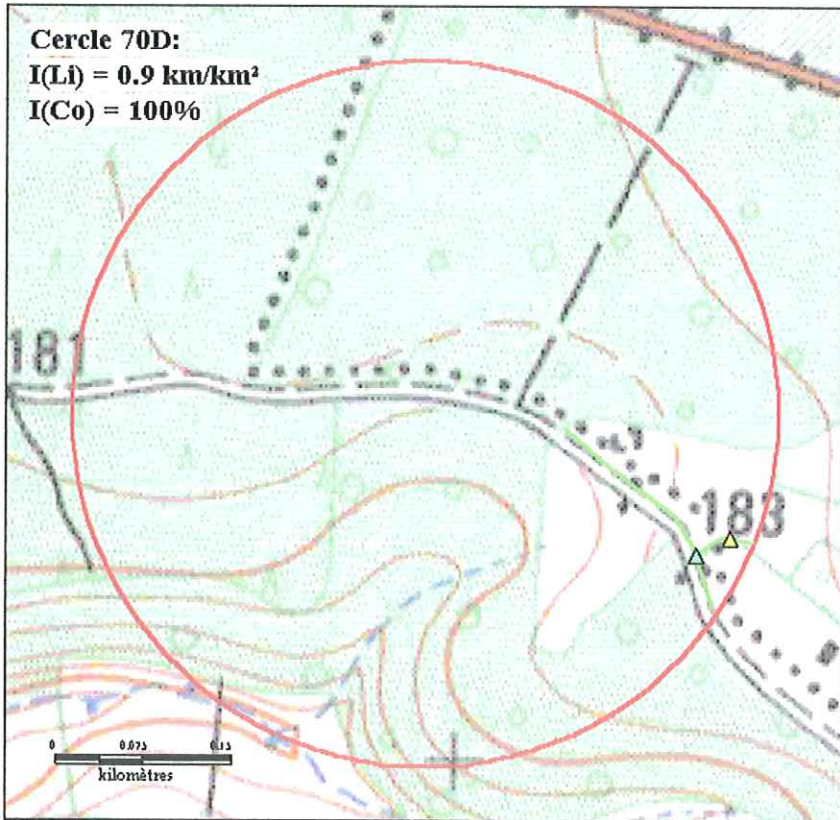 Cercle 70D:
I(Li) = 0.9 km/km²
I(Co) = 100%
181
183
0 0.075 0.15
kilomètres